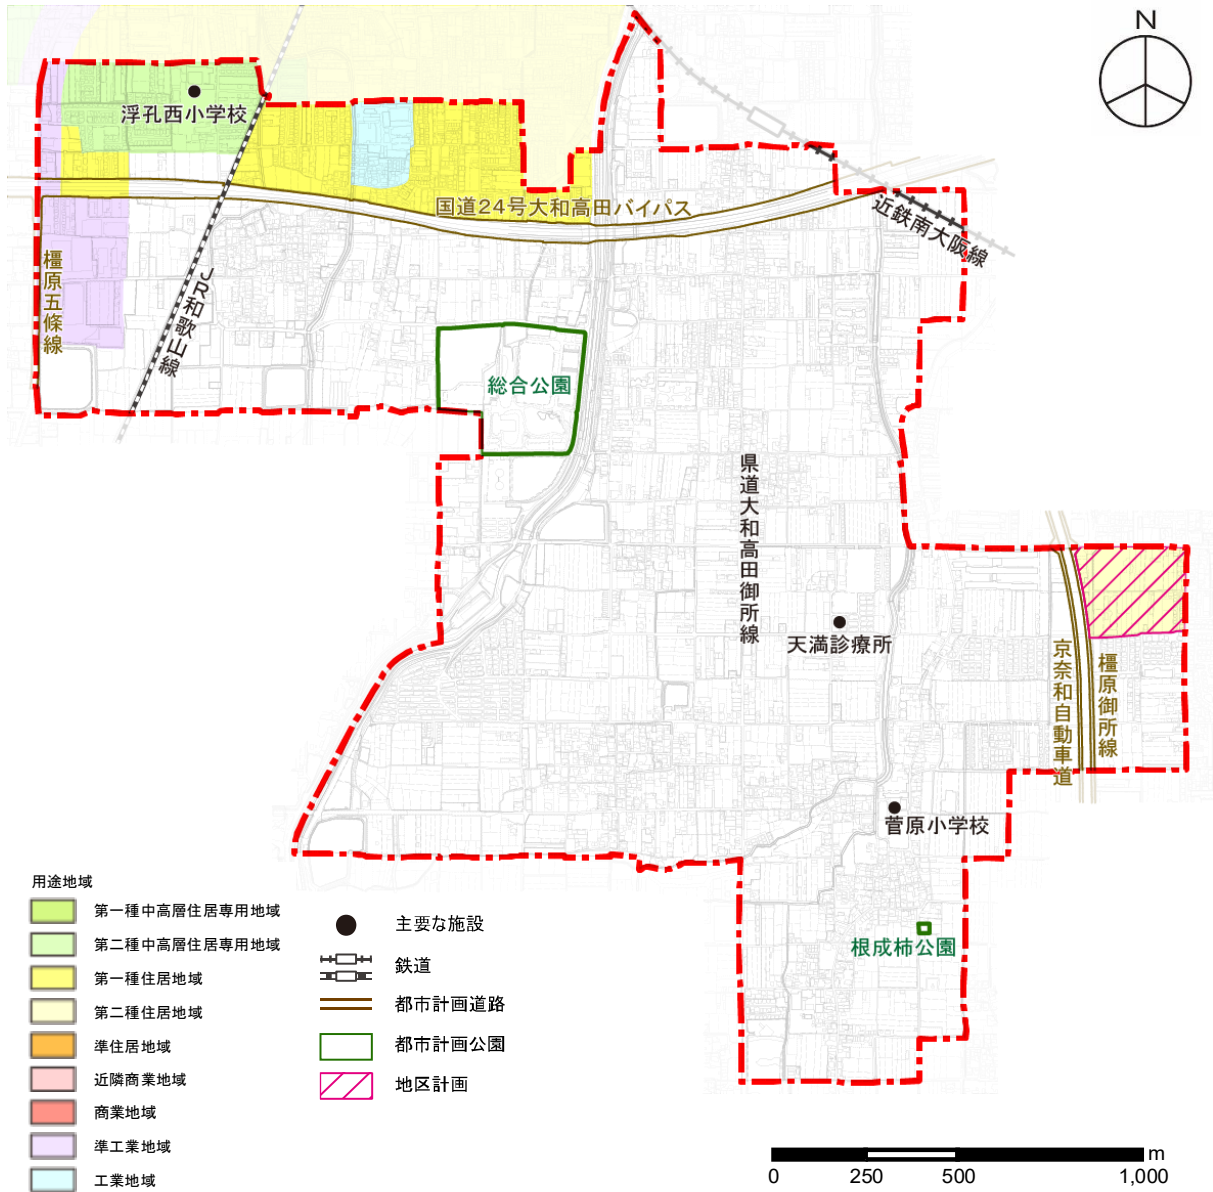 N
浮孔西小学校
国道24号大和高田バイパス
近鉄南大阪線
橿原五條線
JR和歌山線
総合公園
県道大和高田御所線
天満診療所
京奈和自動車道
橿原御所線
菅原小学校
根成柿公園
用途地域
第一種中高層住居専用地域
第二種中高層住居専用地域
第一種住居地域
第二種住居地域
準住居地域
近隣商業地域
商業地域
準工業地域
工業地域
主要な施設
鉄道
都市計画道路
都市計画公園
地区計画
m
0 250 500 1,000